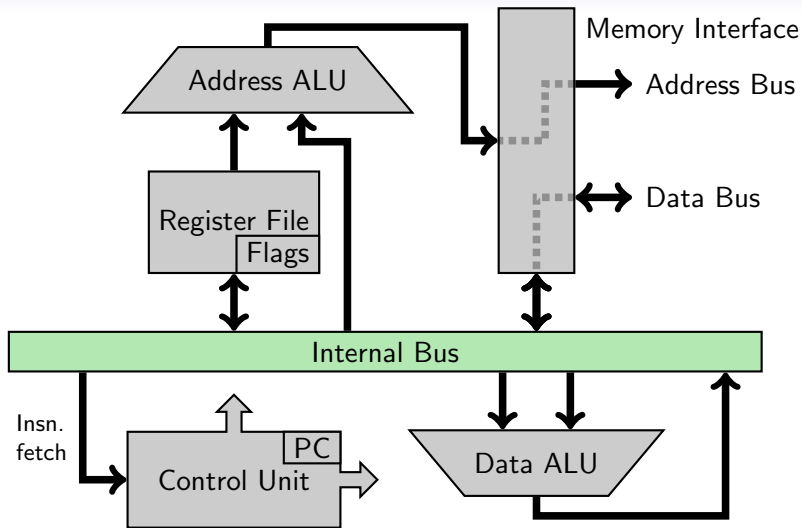 Memory Interface
Address ALU
Address Bus
Register File
Flags
Data Bus
Internal Bus
Insn.
fetch
PC
Control Unit
Data ALU